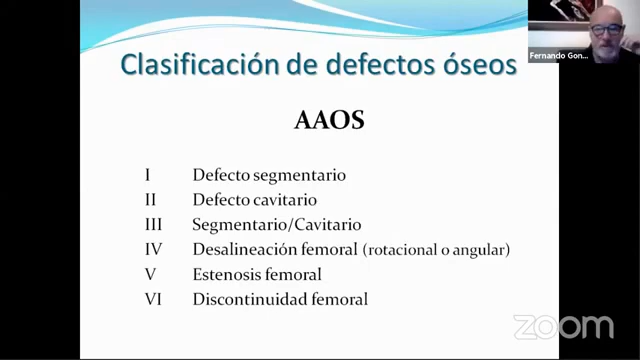 Clasificación de defectos óseos
Fernando Gon...
AAOS
I Defecto segmentario
II Defecto cavitario
III Segmentario/Cavitario
IV Desalineación femoral (rotacional o angular)
V Estenosis femoral
VI Discontinuidad femoral
zoom